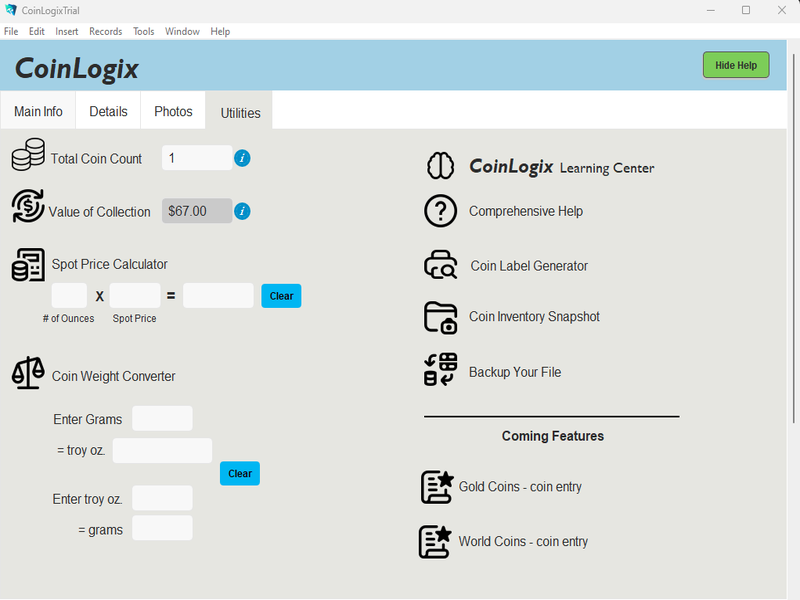 CoinLogixTrial
File Edit Insert Records Tools Window Help
CoinLogix
Hide Help
Main Info Details Photos Utilities
Total Coin Count 1 i
Value of Collection $67.00 i
Spot Price Calculator
X = Clear
# of Ounces Spot Price
Coin Weight Converter
Enter Grams
= troy oz.
Clear
Enter troy oz.
= grams
CoinLogix Learning Center
? Comprehensive Help
Coin Label Generator
Coin Inventory Snapshot
Backup Your File
Coming Features
Gold Coins - coin entry
World Coins - coin entry